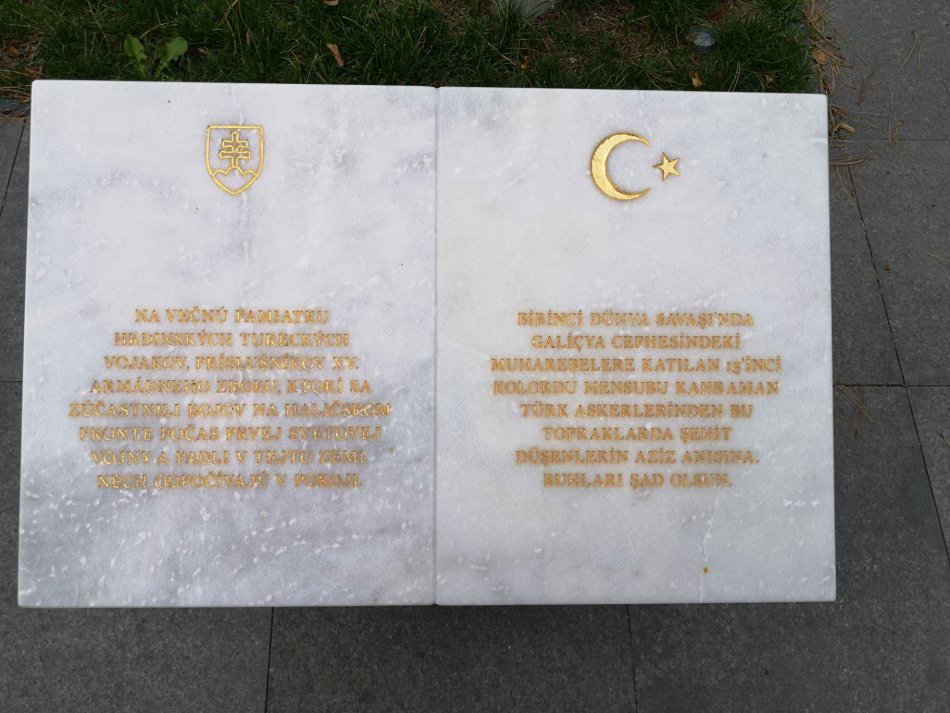 NA VEČNÚ PAMIATKU
HRDINSKÝCH TURECKÝCH
VOJAKOV, PRÍSLUŠNÍKOV XV.
ARMÁDNEHO ZBORU, KTORÍ SA
ZÚČASTNILI BOJOV NA HALIČSKOM
FRONTE POČAS PRVEJ SVETOVEJ
VOJNY A PADLI V TEJTO ZEMI.
NECH ODPOČÍVAJÚ V POKOJI.
BİRİNCİ DÜNYA SAVAŞI'NDA
GALİÇYA CEPHESİNDEKİ
MUHAREBELERE KATILAN 15'İNCİ
KOLORDU MENSUBU KAHRAMAN
TÜRK ASKERLERİNDEN BU
TOPRAKLARDA ŞEHİT
DÜŞENLERİN AZİZ ANISINA.
RUHLARI ŞAD OLSUN.